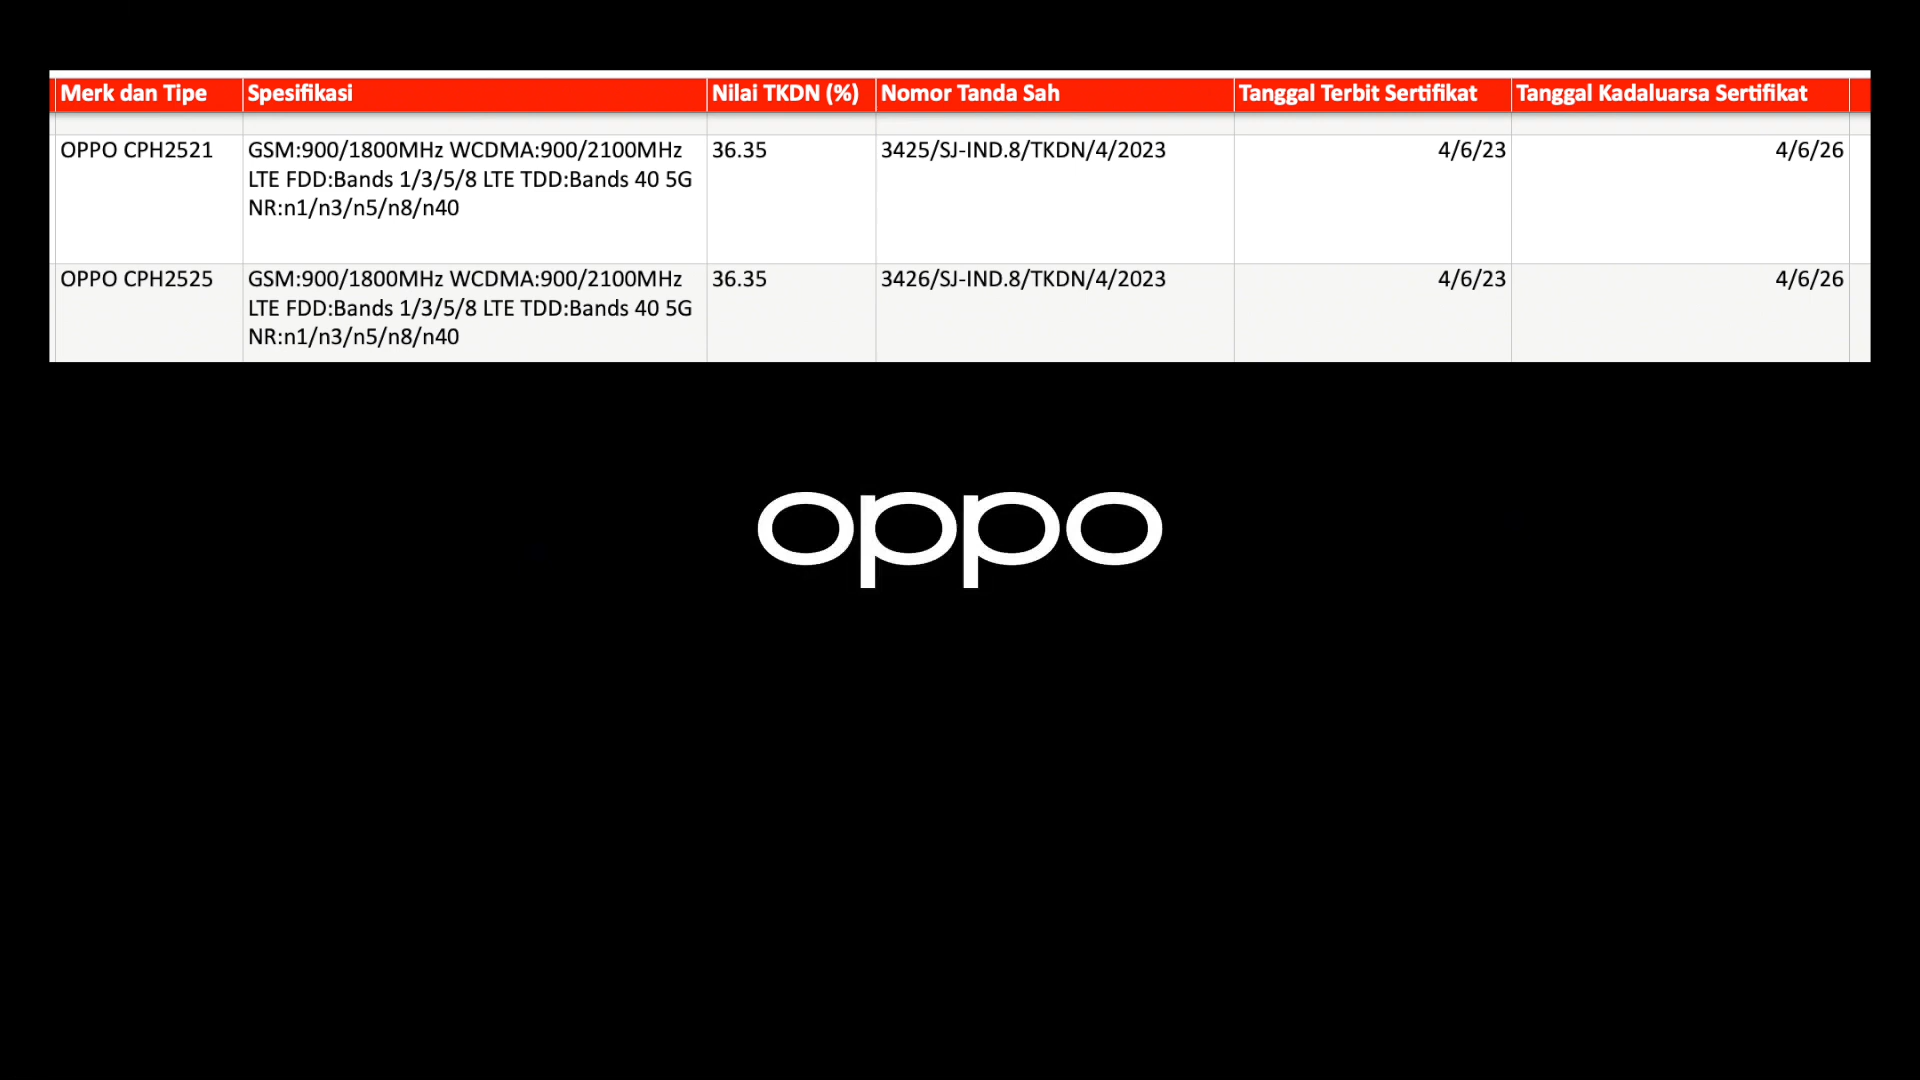 Merk dan Tipe Spesifikasi Nilai TKDN (%) Nomor Tanda Sah Tanggal Terbit Sertifikat Tanggal Kadaluarsa Sertifikat
OPPO CPH2521 GSM:900/1800MHz WCDMA:900/2100MHz 36.35 3425/SJ-IND.8/TKDN/4/2023 4/6/23 4/6/26
LTE FDD:Bands 1/3/5/8 LTE TDD:Bands 40 5G
NR:n1/n3/n5/n8/n40
OPPO CPH2525 GSM:900/1800MHz WCDMA:900/2100MHz 36.35 3426/SJ-IND.8/TKDN/4/2023 4/6/23 4/6/26
LTE FDD:Bands 1/3/5/8 LTE TDD:Bands 40 5G
NR:n1/n3/n5/n8/n40
oppo